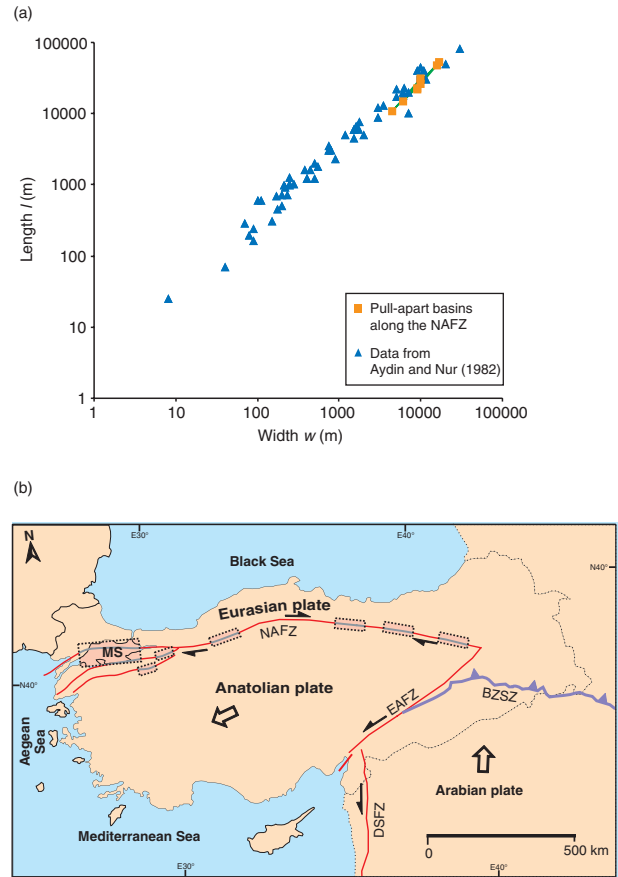 (a)
100000
10000
1000
100
10
1
Length l (m)
1
10
100
1000
10000
100000
Width w (m)
Pull-apart basins
along the NAFZ
Data from
Aydin and Nur (1982)
(b)
N
E30°
E40°
N40°
Black Sea
Eurasian plate
NAFZ
MS
N40°
Anatolian plate
EAFZ
BZSZ
Aegean
Sea
Arabian plate
DSFZ
Mediterranean Sea
0
500 km
E30°
E40°